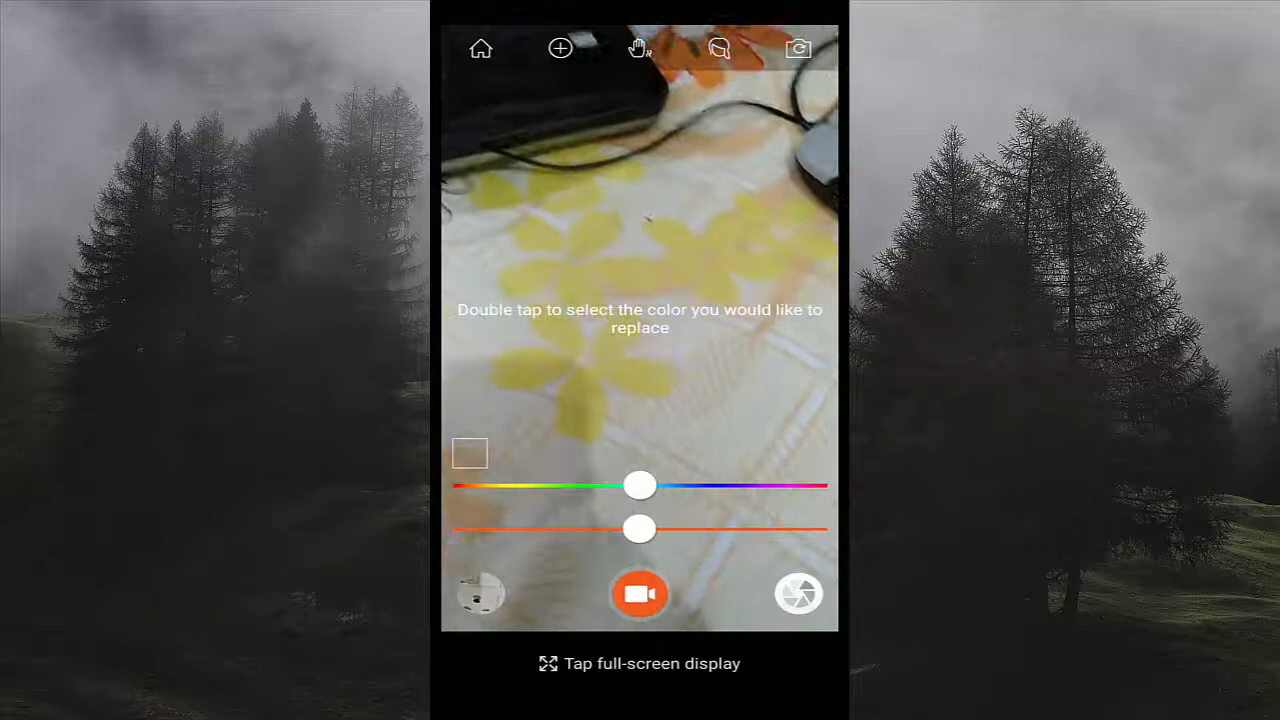 Double tap to select the color you would like to
replace
Tap full-screen display